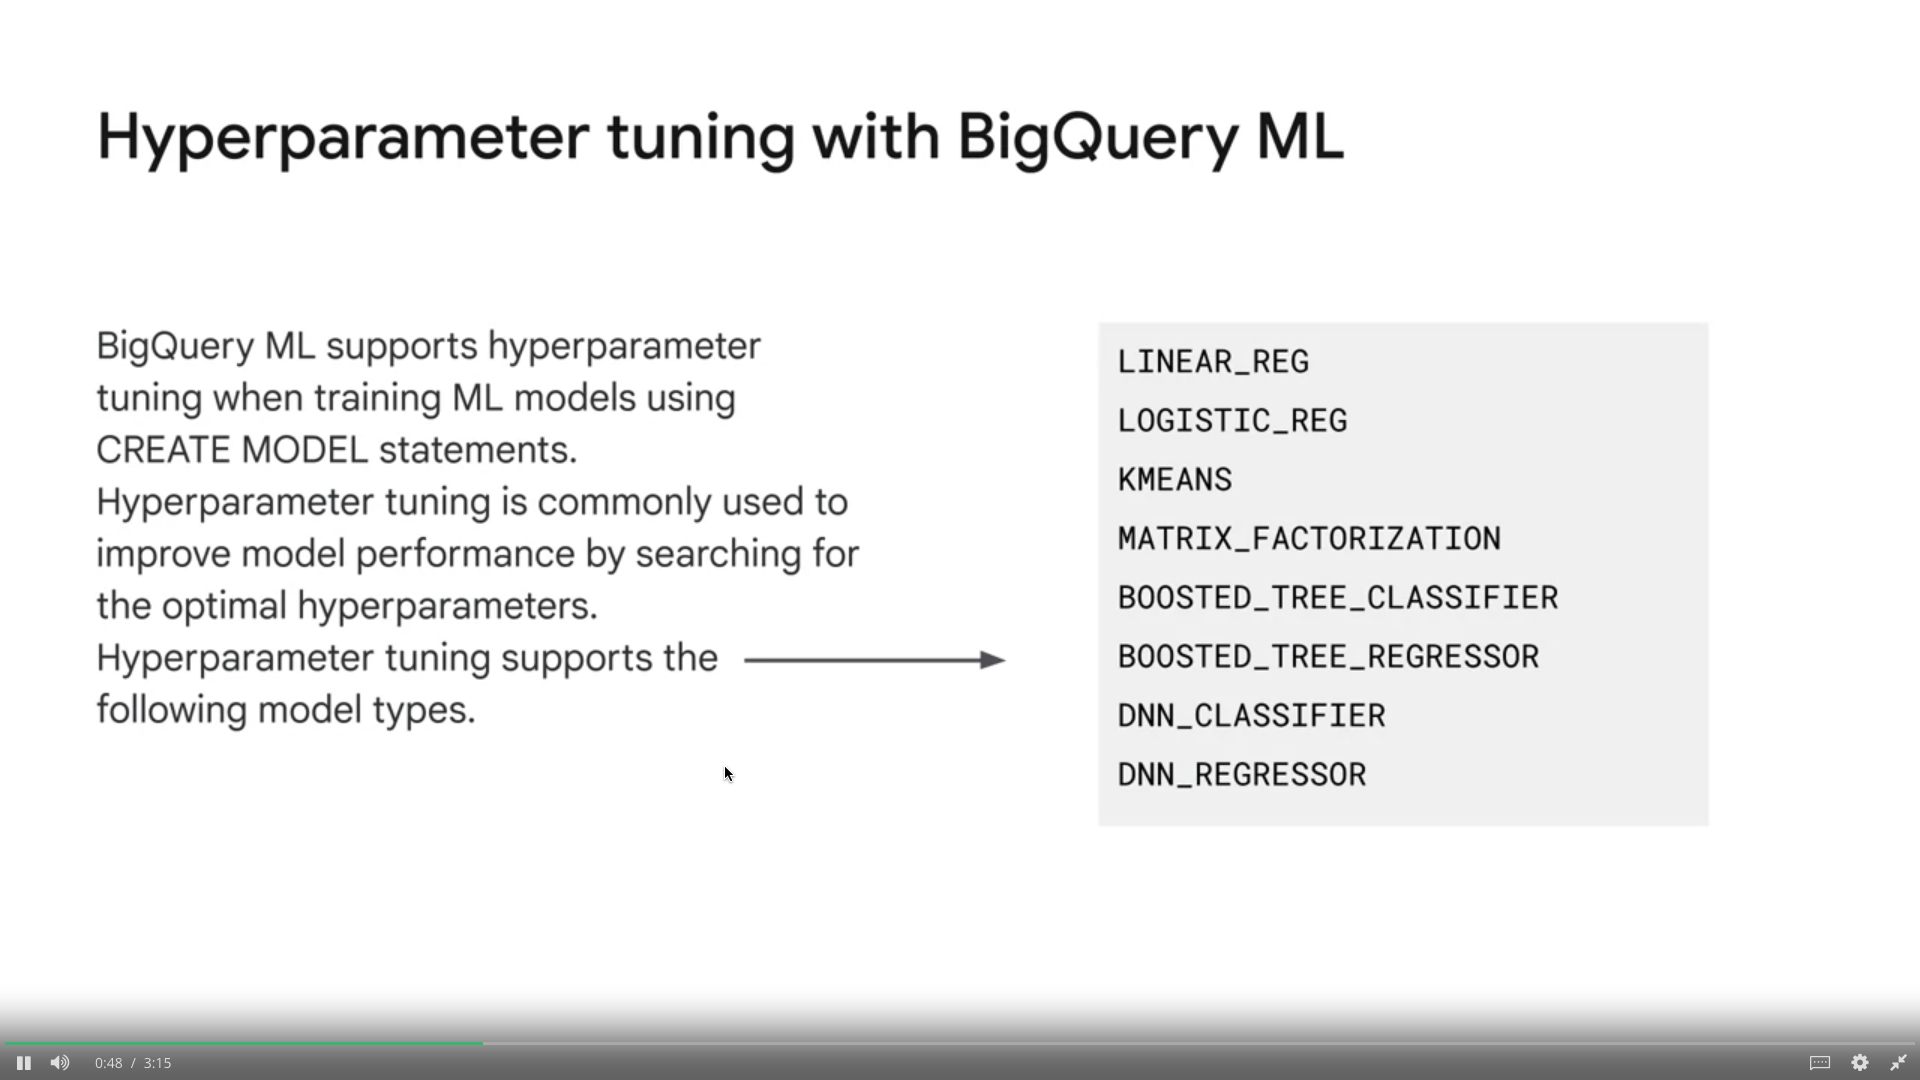 Hyperparameter tuning with BigQuery ML
BigQuery ML supports hyperparameter
tuning when training ML models using
CREATE MODEL statements.
Hyperparameter tuning is commonly used to
improve model performance by searching for
the optimal hyperparameters.
Hyperparameter tuning supports the
following model types.
LINEAR_REG
LOGISTIC_REG
KMEANS
MATRIX_FACTORIZATION
BOOSTED_TREE_CLASSIFIER
BOOSTED_TREE_REGRESSOR
DNN_CLASSIFIER
DNN_REGRESSOR
0:48 / 3:15